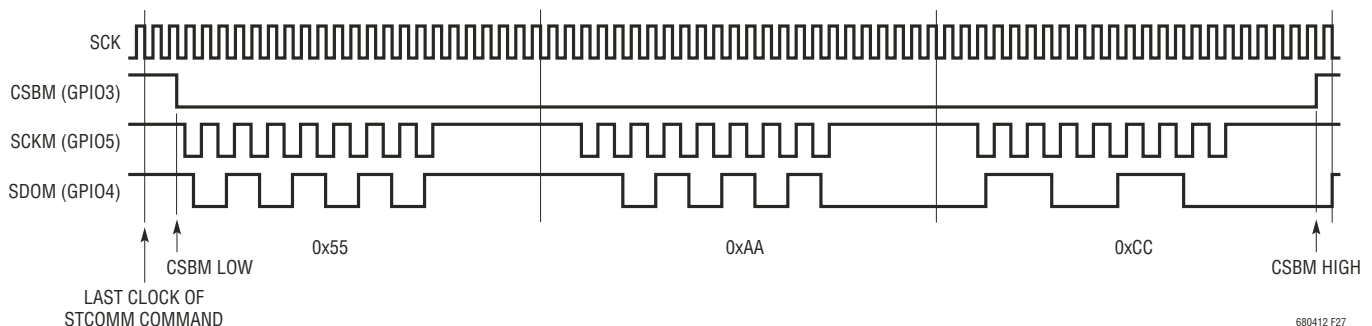 SCK
CSBM (GPIO3)
SCKM (GPIO5)
SDOM (GPIO4)
0x55
0xAA
0xCC
CSBM LOW
CSBM HIGH
LAST CLOCK OF
STCOMM COMMAND
680412 F27